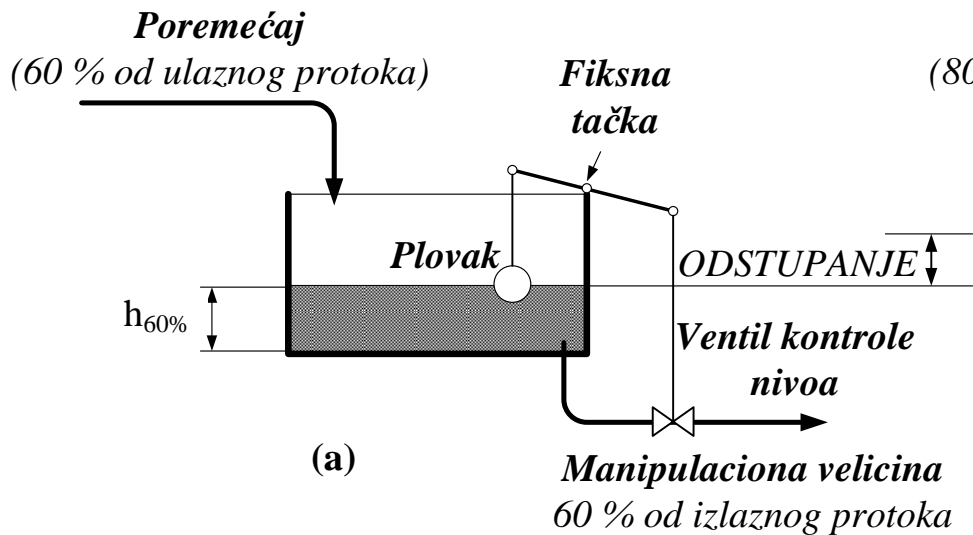 Poremećaj
(60 % od ulaznog protoka)
Fiksna
tačka
(80
Plovak
ODSTUPANJE
h60%
Ventil kontrole
nivoa
(a)
Manipulaciona velicina
60 % od izlaznog protoka